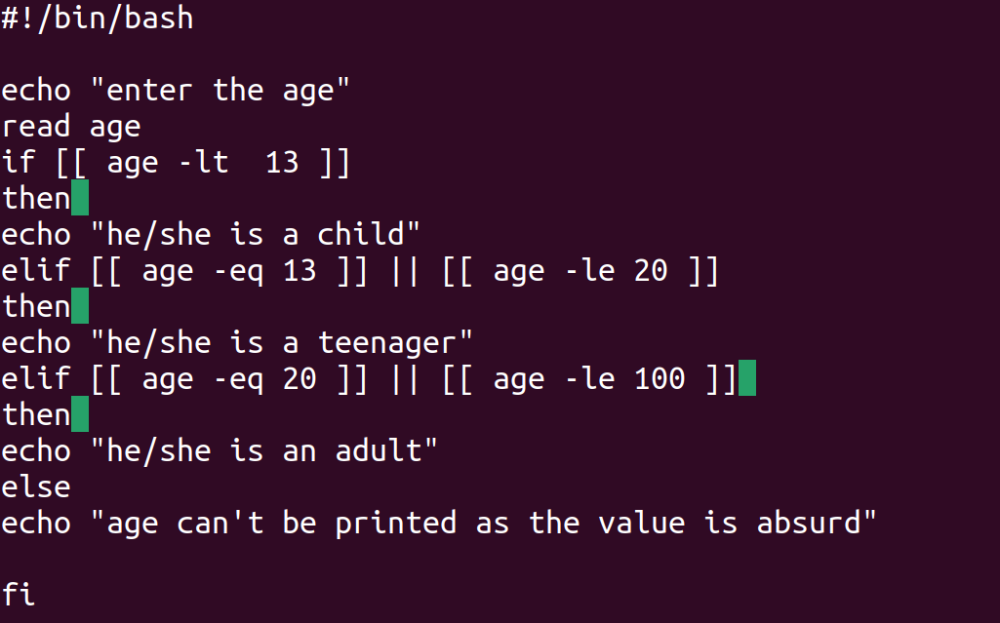 #!/bin/bash
echo "enter the age"
read age
if [[ age -lt  13 ]]
then
echo "he/she is a child"
elif [[ age -eq 13 ]] || [[ age -le 20 ]]
then
echo "he/she is a teenager"
elif [[ age -eq 20 ]] || [[ age -le 100 ]]
then
echo "he/she is an adult"
else
echo "age can't be printed as the value is absurd"
fi